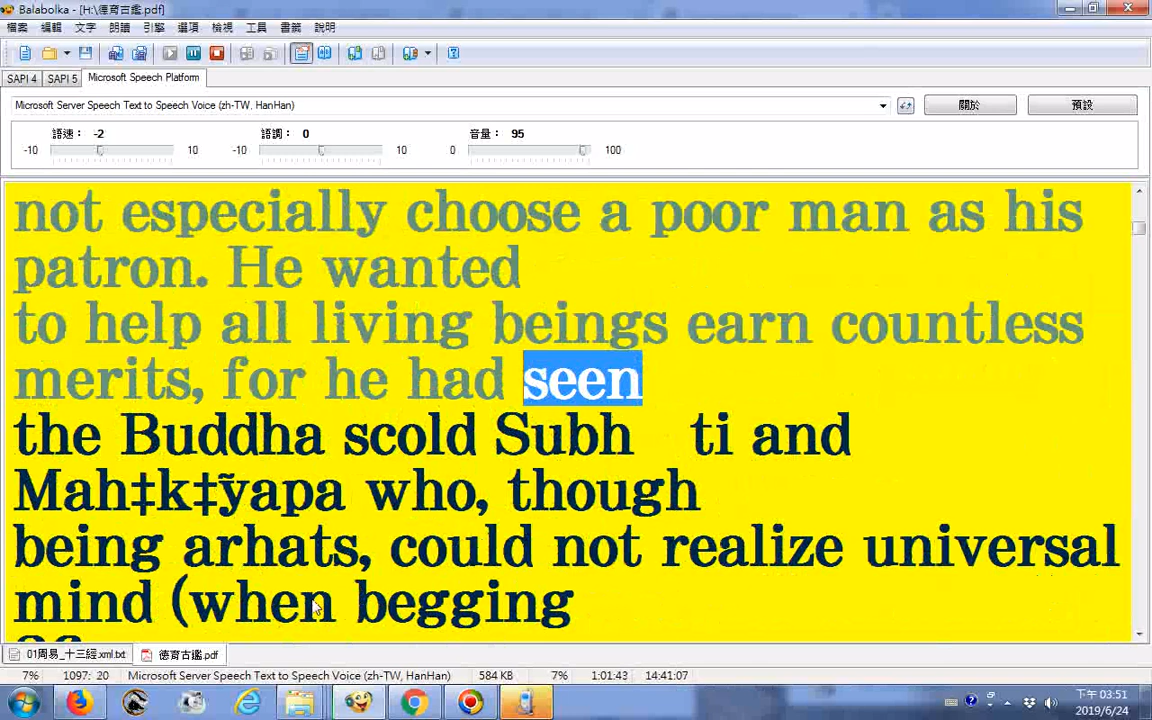 Balabolka - [H:\德育古鑑.pdf]
檔案 編輯 文字 朗讀 引擎 選項 檢視 工具 書籤 說明
SAPI 4 SAPI 5 Microsoft Speech Platform
Microsoft Server Speech Text to Speech Voice (zh-TW, HanHan) 關於 預設
語速： -2 語調： 0 音量： 95
-10 10 -10 10 0 100
not especially choose a poor man as his
patron. He wanted
to help all living beings earn countless
merits, for he had seen
the Buddha scold Subh ti and
Mah‡k‡ÿapa who, though
being arhats, could not realize universal
mind (when begging
01周易_十三經.xml.txt 德育古鑑.pdf
7% 1097: 20 Microsoft Server Speech Text to Speech Voice (zh-TW, HanHan) 584 KB 7% 1:01:43 14:41:07
下午 03:51
2019/6/24